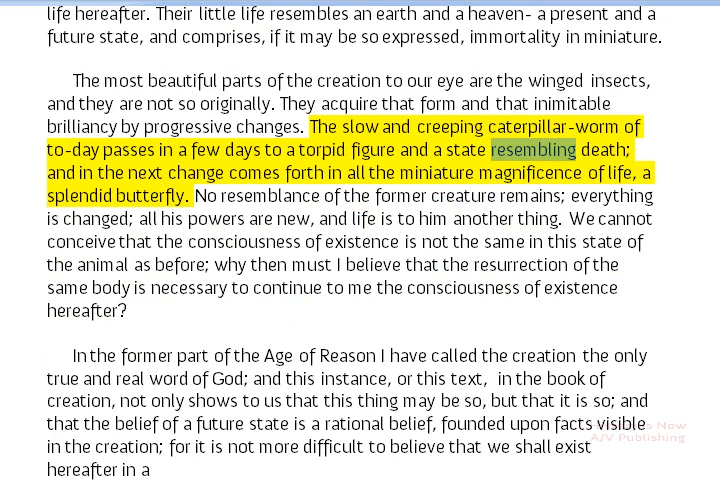 life hereafter. Their little life resembles an earth and a heaven- a present and a
future state, and comprises, if it may be so expressed, immortality in miniature.
The most beautiful parts of the creation to our eye are the winged insects,
and they are not so originally. They acquire that form and that inimitable
brilliancy by progressive changes. The slow and creeping caterpillar-worm of
to-day passes in a few days to a torpid figure and a state resembling death;
and in the next change comes forth in all the miniature magnificence of life, a
splendid butterfly. No resemblance of the former creature remains; everything
is changed; all his powers are new, and life is to him another thing. We cannot
conceive that the consciousness of existence is not the same in this state of
the animal as before; why then must I believe that the resurrection of the
same body is necessary to continue to me the consciousness of existence
hereafter?
In the former part of the Age of Reason I have called the creation the only
true and real word of God; and this instance, or this text, in the book of
creation, not only shows to us that this thing may be so, but that it is so; and
that the belief of a future state is a rational belief, founded upon facts visible
in the creation; for it is not more difficult to believe that we shall exist
hereafter in a
Now
A/V Publishing